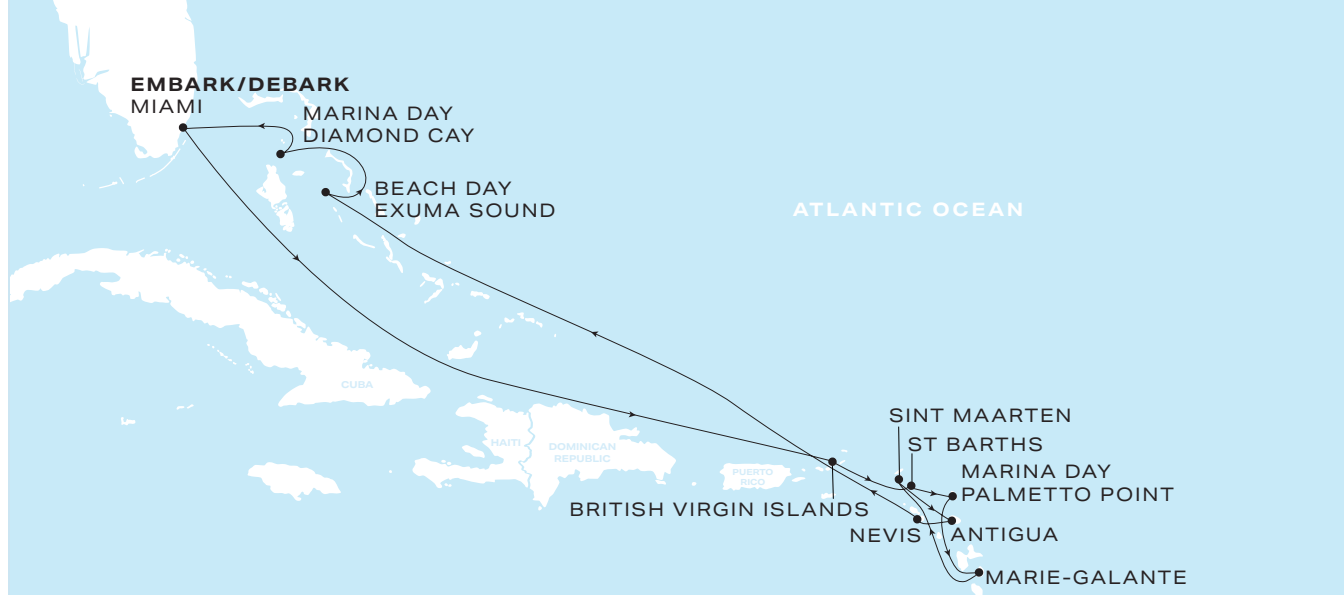 EMBARK/DEBARK
MIAMI
MARINA DAY
DIAMOND CAY
BEACH DAY
EXUMA SOUND
ATLANTIC OCEAN
CUBA
HAITI
DOMINICAN
REPUBLIC
PUERTO
RICO
SINT MAARTEN
ST BARTHS
MARINA DAY
PALMETTO POINT
BRITISH VIRGIN ISLANDS
NEVIS
ANTIGUA
MARIE-GALANTE